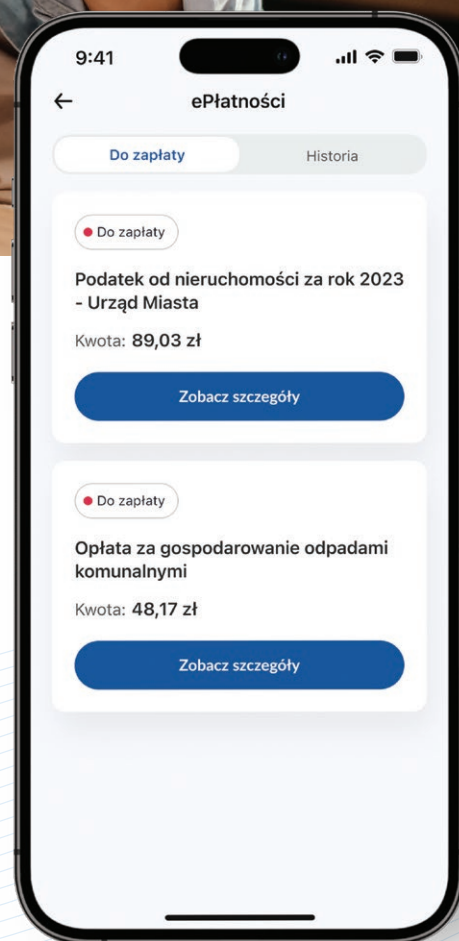 9:41
ePłatności
Do zapłaty
Historia
Do zapłaty
Podatek od nieruchomości za rok 2023
- Urząd Miasta
Kwota: 89,03 zł
Zobacz szczegóły
Do zapłaty
Opłata za gospodarowanie odpadami
komunalnymi
Kwota: 48,17 zł
Zobacz szczegóły